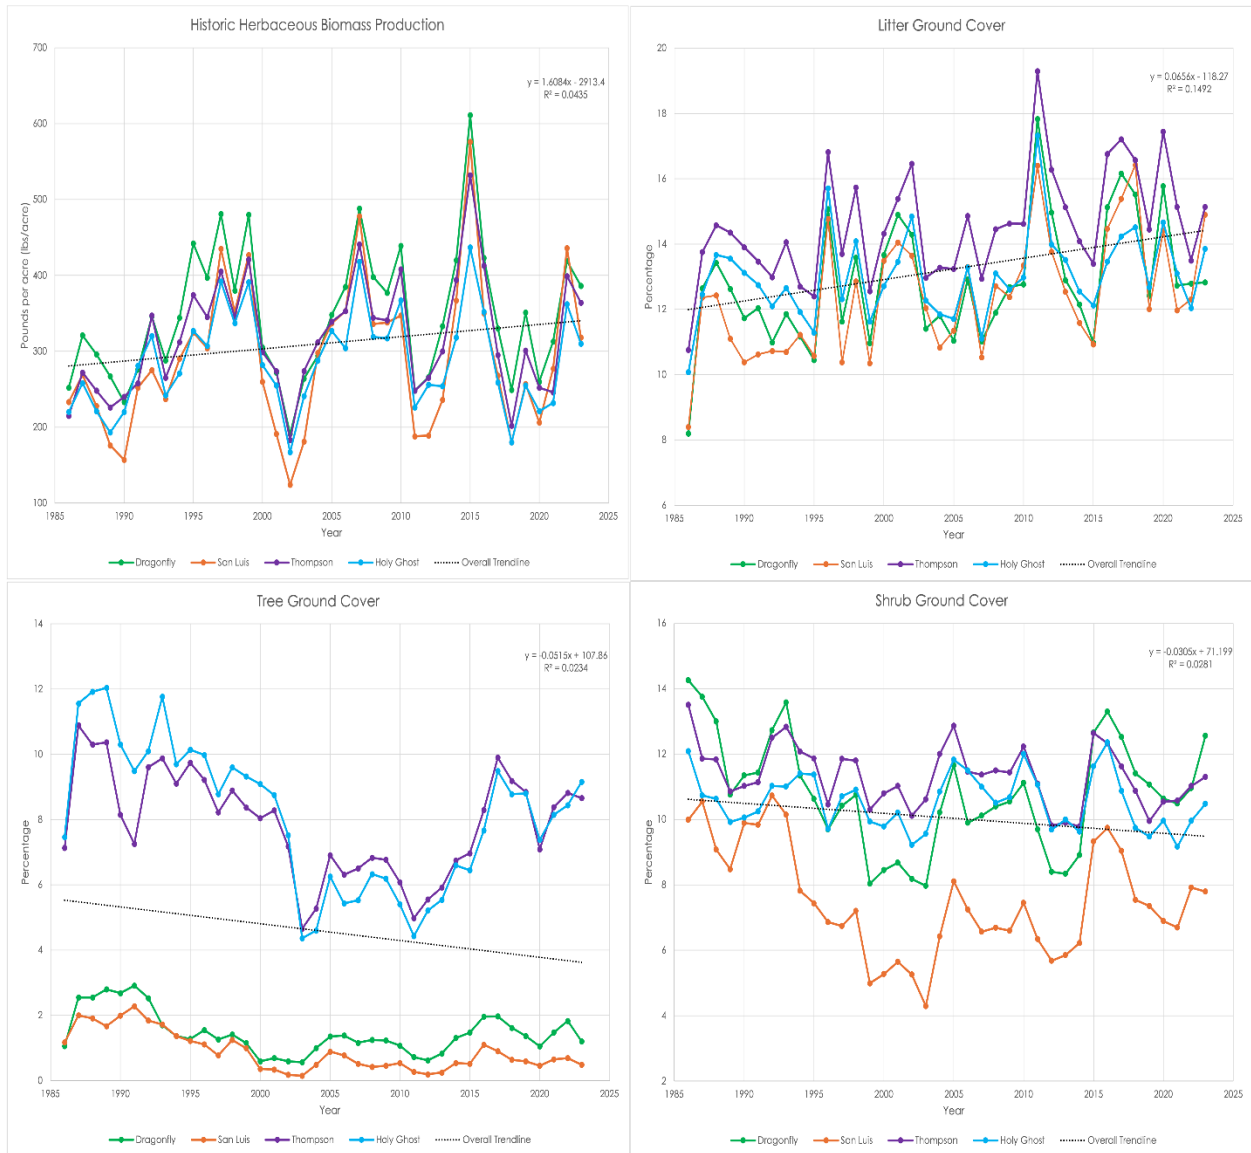 Historic Herbaceous Biomass Production
y = 1.6084x - 2913.4
R² = 0.0435
700
600
500
400
300
200
100
Pounds per acre (lbs/acre)
1985 1990 1995 2000 2005 2010 2015 2020 2025
Year
Dragonfly San Luis Thompson Holy Ghost Overall Trendline
Litter Ground Cover
y = 0.0656x - 118.27
R² = 0.1492
20
18
16
14
12
10
8
6
Percentage
1985 1990 1995 2000 2005 2010 2015 2020 2025
Year
Dragonfly San Luis Thompson Holy Ghost Overall Trendline
Tree Ground Cover
y = -0.0515x + 107.86
R² = 0.0234
14
12
10
8
6
4
2
0
Percentage
1985 1990 1995 2000 2005 2010 2015 2020 2025
Year
Dragonfly San Luis Thompson Holy Ghost Overall Trendline
Shrub Ground Cover
y = -0.0305x + 71.199
R² = 0.0281
16
14
12
10
8
6
4
2
Percentage
1985 1990 1995 2000 2005 2010 2015 2020 2025
Year
Dragonfly San Luis Thompson Holy Ghost Overall Trendline